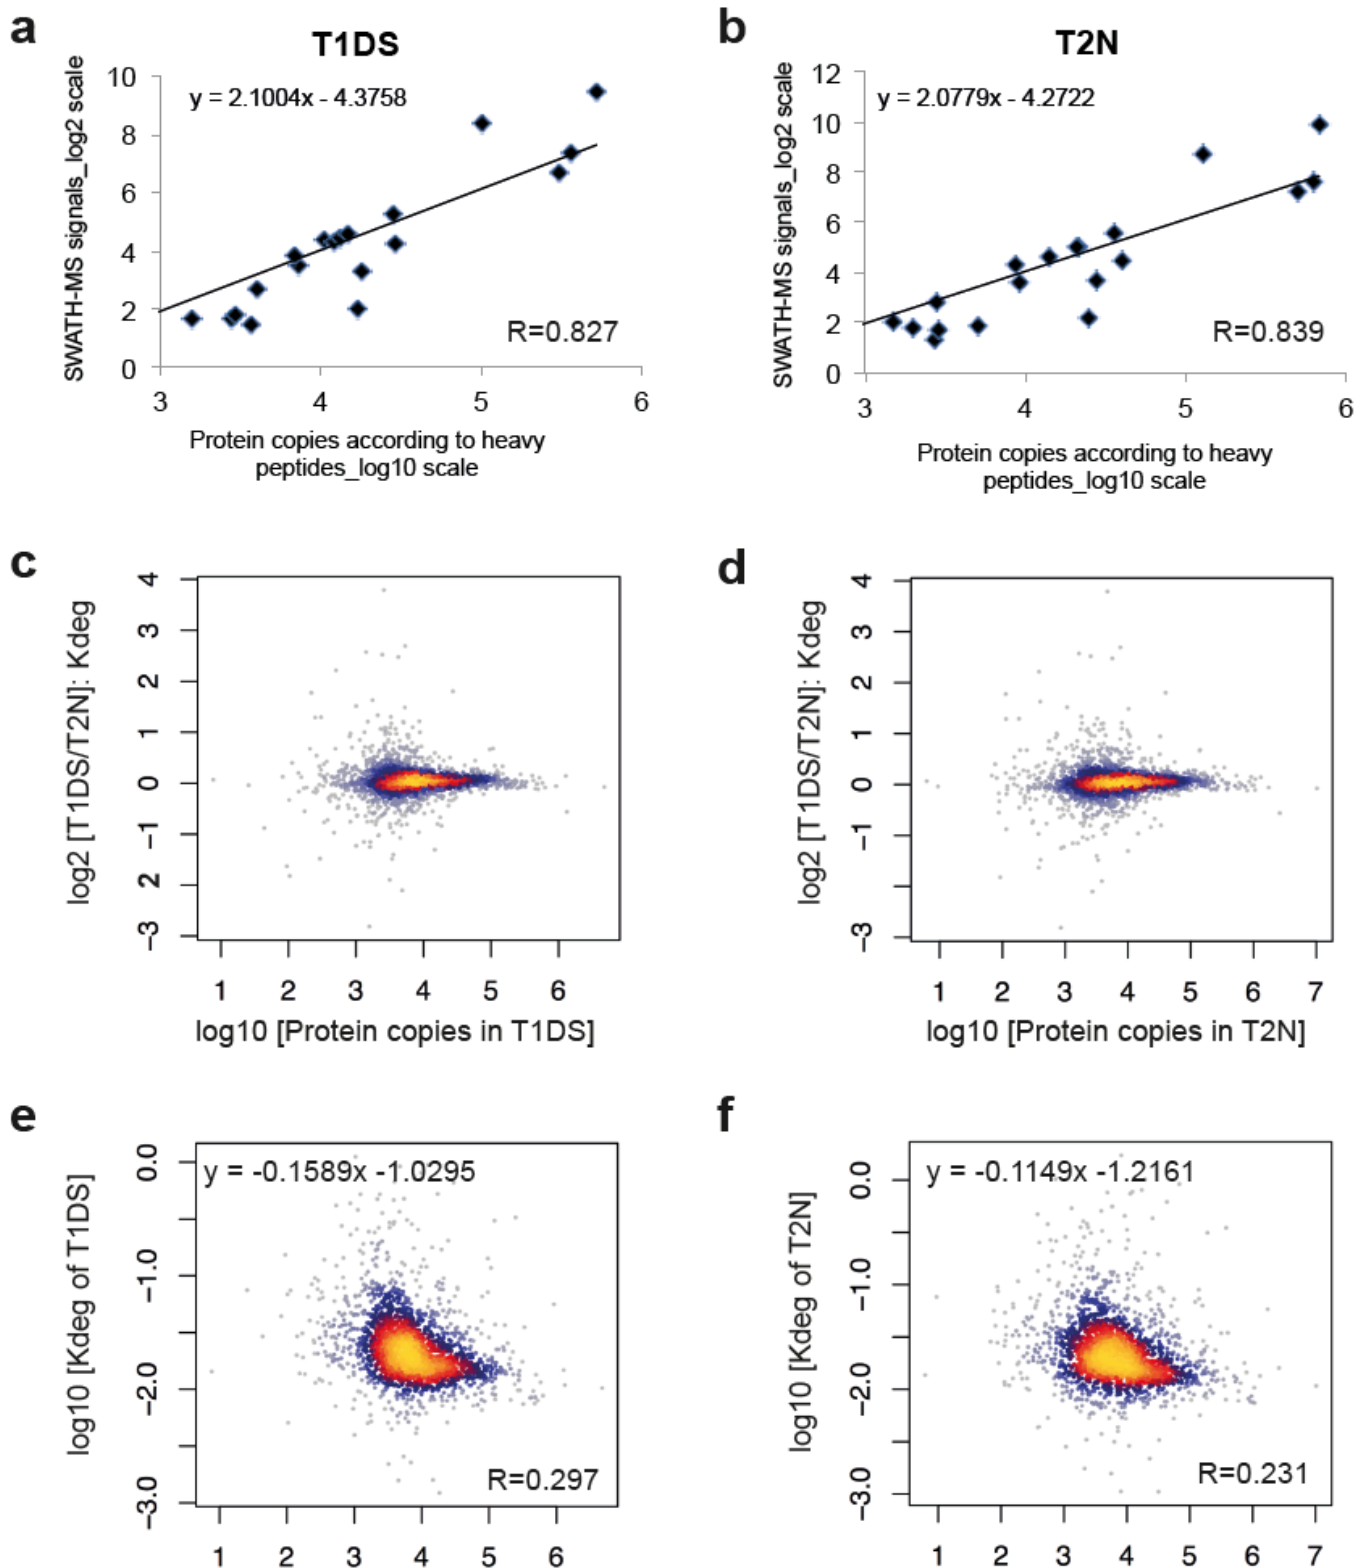 a
T1DS
SWATH-MS signals_log2 scale
10
8
6
4
2
0
y = 2.1004x - 4.3758
R=0.827
3 4 5 6
Protein copies according to heavy
peptides_log10 scale
b
T2N
SWATH-MS signals_log2 scale
12
10
8
6
4
2
0
y = 2.0779x - 4.2722
R=0.839
3 4 5 6
Protein copies according to heavy
peptides_log10 scale
c
log2 [T1DS/T2N]: Kdeg
4
3
2
1
0
−1
2
−3
1 2 3 4 5 6
log10 [Protein copies in T1DS]
d
log2 [T1DS/T2N]: Kdeg
4
3
2
1
0
−1
−3
1 2 3 4 5 6 7
log10 [Protein copies in T2N]
e
log10 [Kdeg of T1DS]
0.0
−1.0
−2.0
−3.0
y = -0.1589x -1.0295
R=0.297
1 2 3 4 5 6
f
log10 [Kdeg of T2N]
0.0
−1.0
−2.0
−3.0
y = -0.1149x -1.2161
R=0.231
1 2 3 4 5 6 7